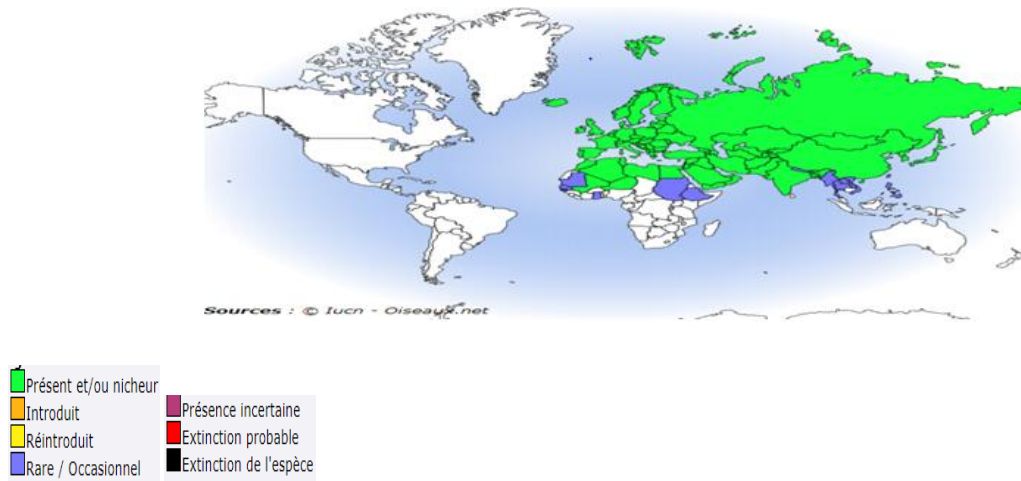 Sources : © Iucn - Oiseaux.net
Présent et/ou nicheur
Introduit
Réintroduit
Rare / Occasionnel
Présence incertaine
Extinction probable
Extinction de l'espèce